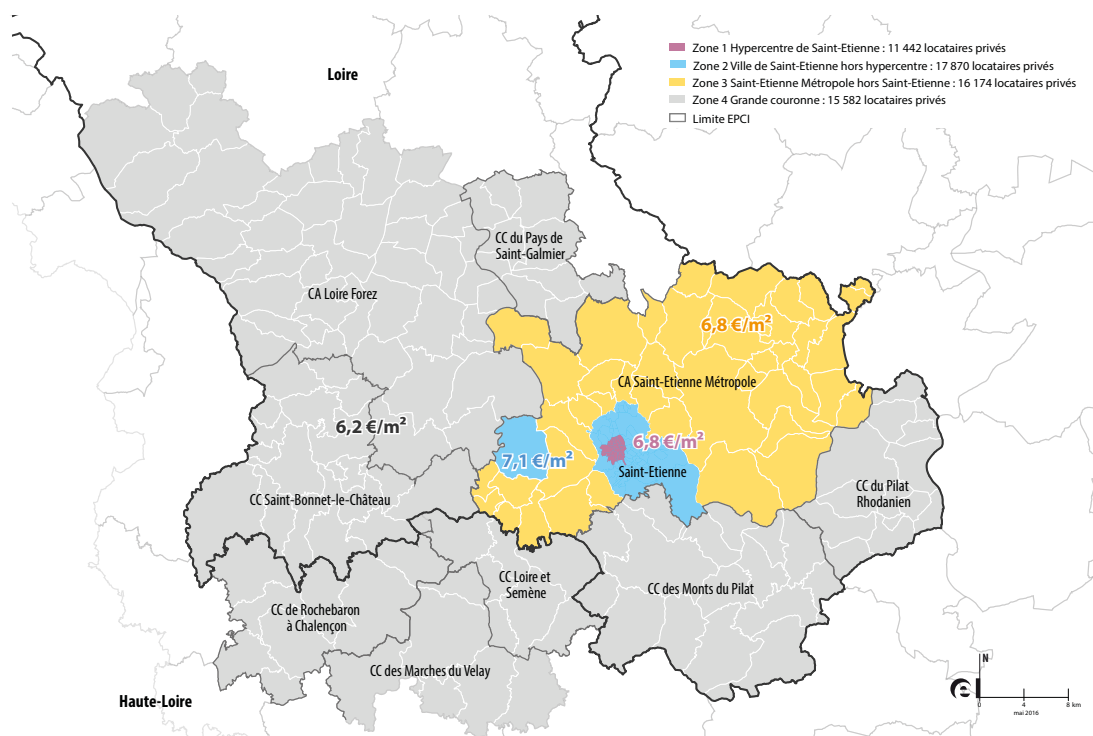 Zone 1 Hypercentre de Saint-Etienne : 11 442 locataires privés
Zone 2 Ville de Saint-Etienne hors hypercentre : 17 870 locataires privés
Zone 3 Saint-Etienne Métropole hors Saint-Etienne : 16 174 locataires privés
Zone 4 Grande couronne : 15 582 locataires privés
Limite EPCI
Loire
CC du Pays de
Saint-Galmier
CA Loire Forez
6,8 €/m²
CA Saint-Etienne Métropole
6,2 €/m²
6,8 €/m²
7,1 €/m²
Saint-Etienne
CC Saint-Bonnet-le-Château
CC du Pilat
Rhodanien
CC Loire et
Semène
CC des Monts du Pilat
CC de Rochebaron
à Chalençon
CC des Marches du Velay
Haute-Loire
N
el
0 4 8 km
mai 2016